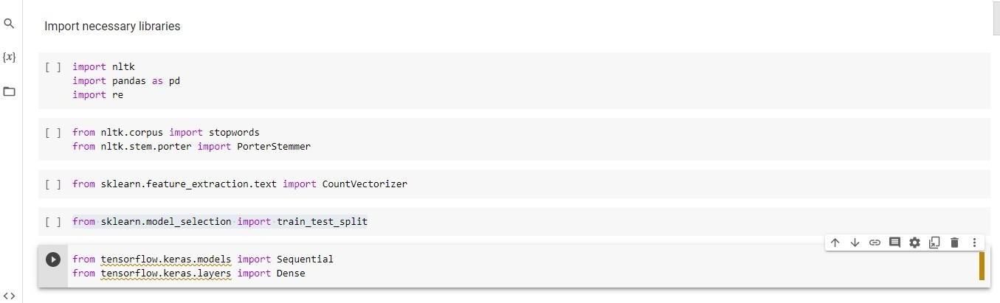 Import necessary libraries
{x}
[ ] import nltk
import pandas as pd
import re
[ ] from nltk.corpus import stopwords
from nltk.stem.porter import PorterStemmer
[ ] from sklearn.feature_extraction.text import CountVectorizer
[ ] from sklearn.model_selection import train_test_split
from tensorflow.keras.models import Sequential
from tensorflow.keras.layers import Dense
<>